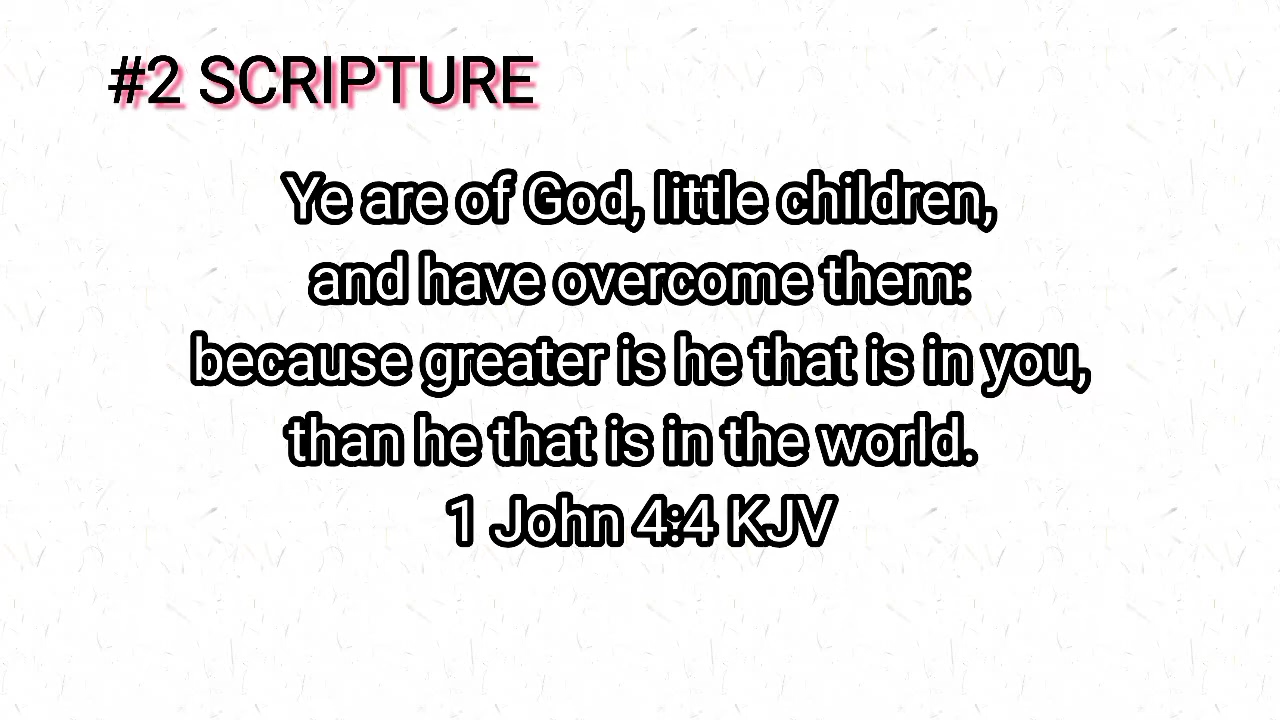 #2 SCRIPTURE
Ye are of God, little children,
and have overcome them:
because greater is he that is in you,
than he that is in the world.
1 John 4:4 KJV